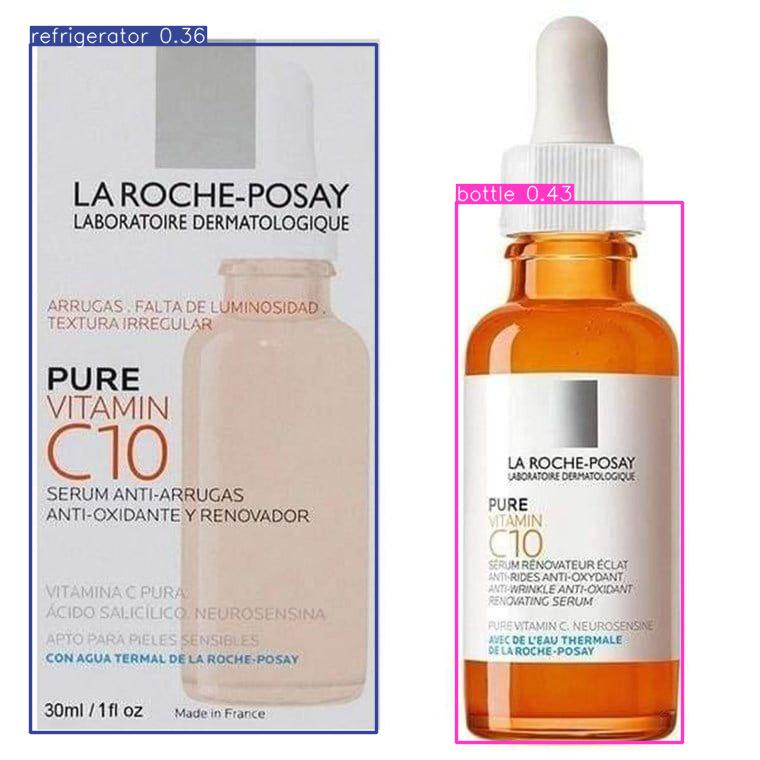 refrigerator 0.36
LA ROCHE-POSAY
LABORATOIRE DERMATOLOGIQUE
ARRUGAS . FALTA DE LUMINOSIDAD .
TEXTURA IRREGULAR
PURE
VITAMIN
C10
SERUM ANTI-ARRUGAS
ANTI-OXIDANTE Y RENOVADOR
VITAMINA C PURA
ÁCIDO SALICÍLICO. NEUROSENSINA
APTO PARA PIELES SENSIBLES
CON AGUA TERMAL DE LA ROCHE-POSAY
30ml / 1fl oz
Made in France
bottle 0.43
LA ROCHE-POSAY
LABORATOIRE DERMATOLOGIQUE
PURE
VITAMIN
C10
SÉRUM RÉNOVATEUR ÉCLAT
ANTI-RIDES ANTI-OXYDANT
ANTI-WRINKLE ANTI-OXIDANT
RENOVATING SERUM
PURE VITAMIN C. NEUROSENSINE
AVEC DE L'EAU THERMALE
DE LA ROCHE-POSAY